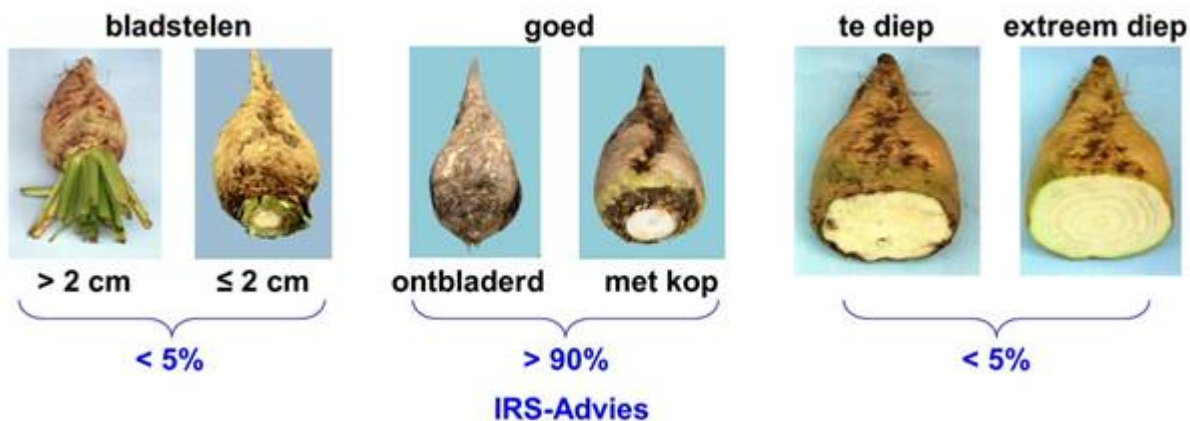 bladstelen goed te diep extreem diep
> 2 cm ≤ 2 cm ontbladerd met kop
< 5% > 90% < 5%
IRS-Advies